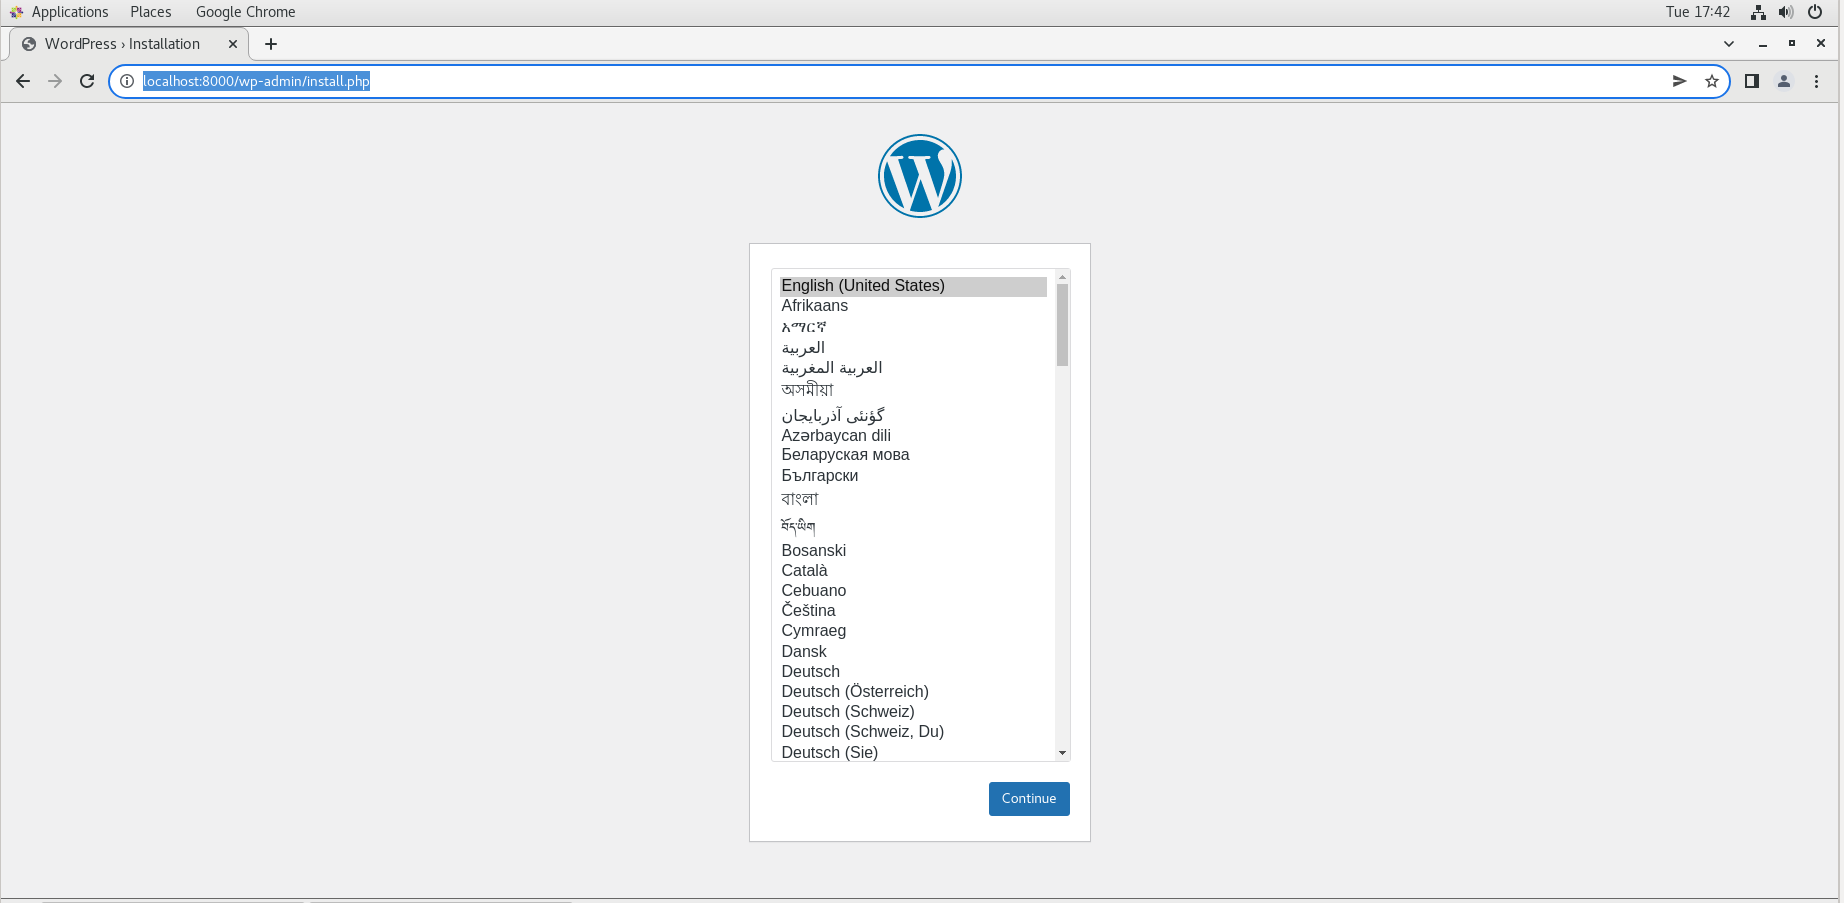 Applications Places Google Chrome Tue 17:42
WordPress › Installation
localhost:8000/wp-admin/install.php
English (United States)
Afrikaans
አማርኛ
العربية
العربية المغربية
অসমীয়া
گؤنئی آذربایجان
Azərbaycan dili
Беларуская мова
Български
বাংলা
བོད་ཡིག
Bosanski
Català
Cebuano
Čeština
Cymraeg
Dansk
Deutsch
Deutsch (Österreich)
Deutsch (Schweiz)
Deutsch (Schweiz, Du)
Deutsch (Sie)
Continue